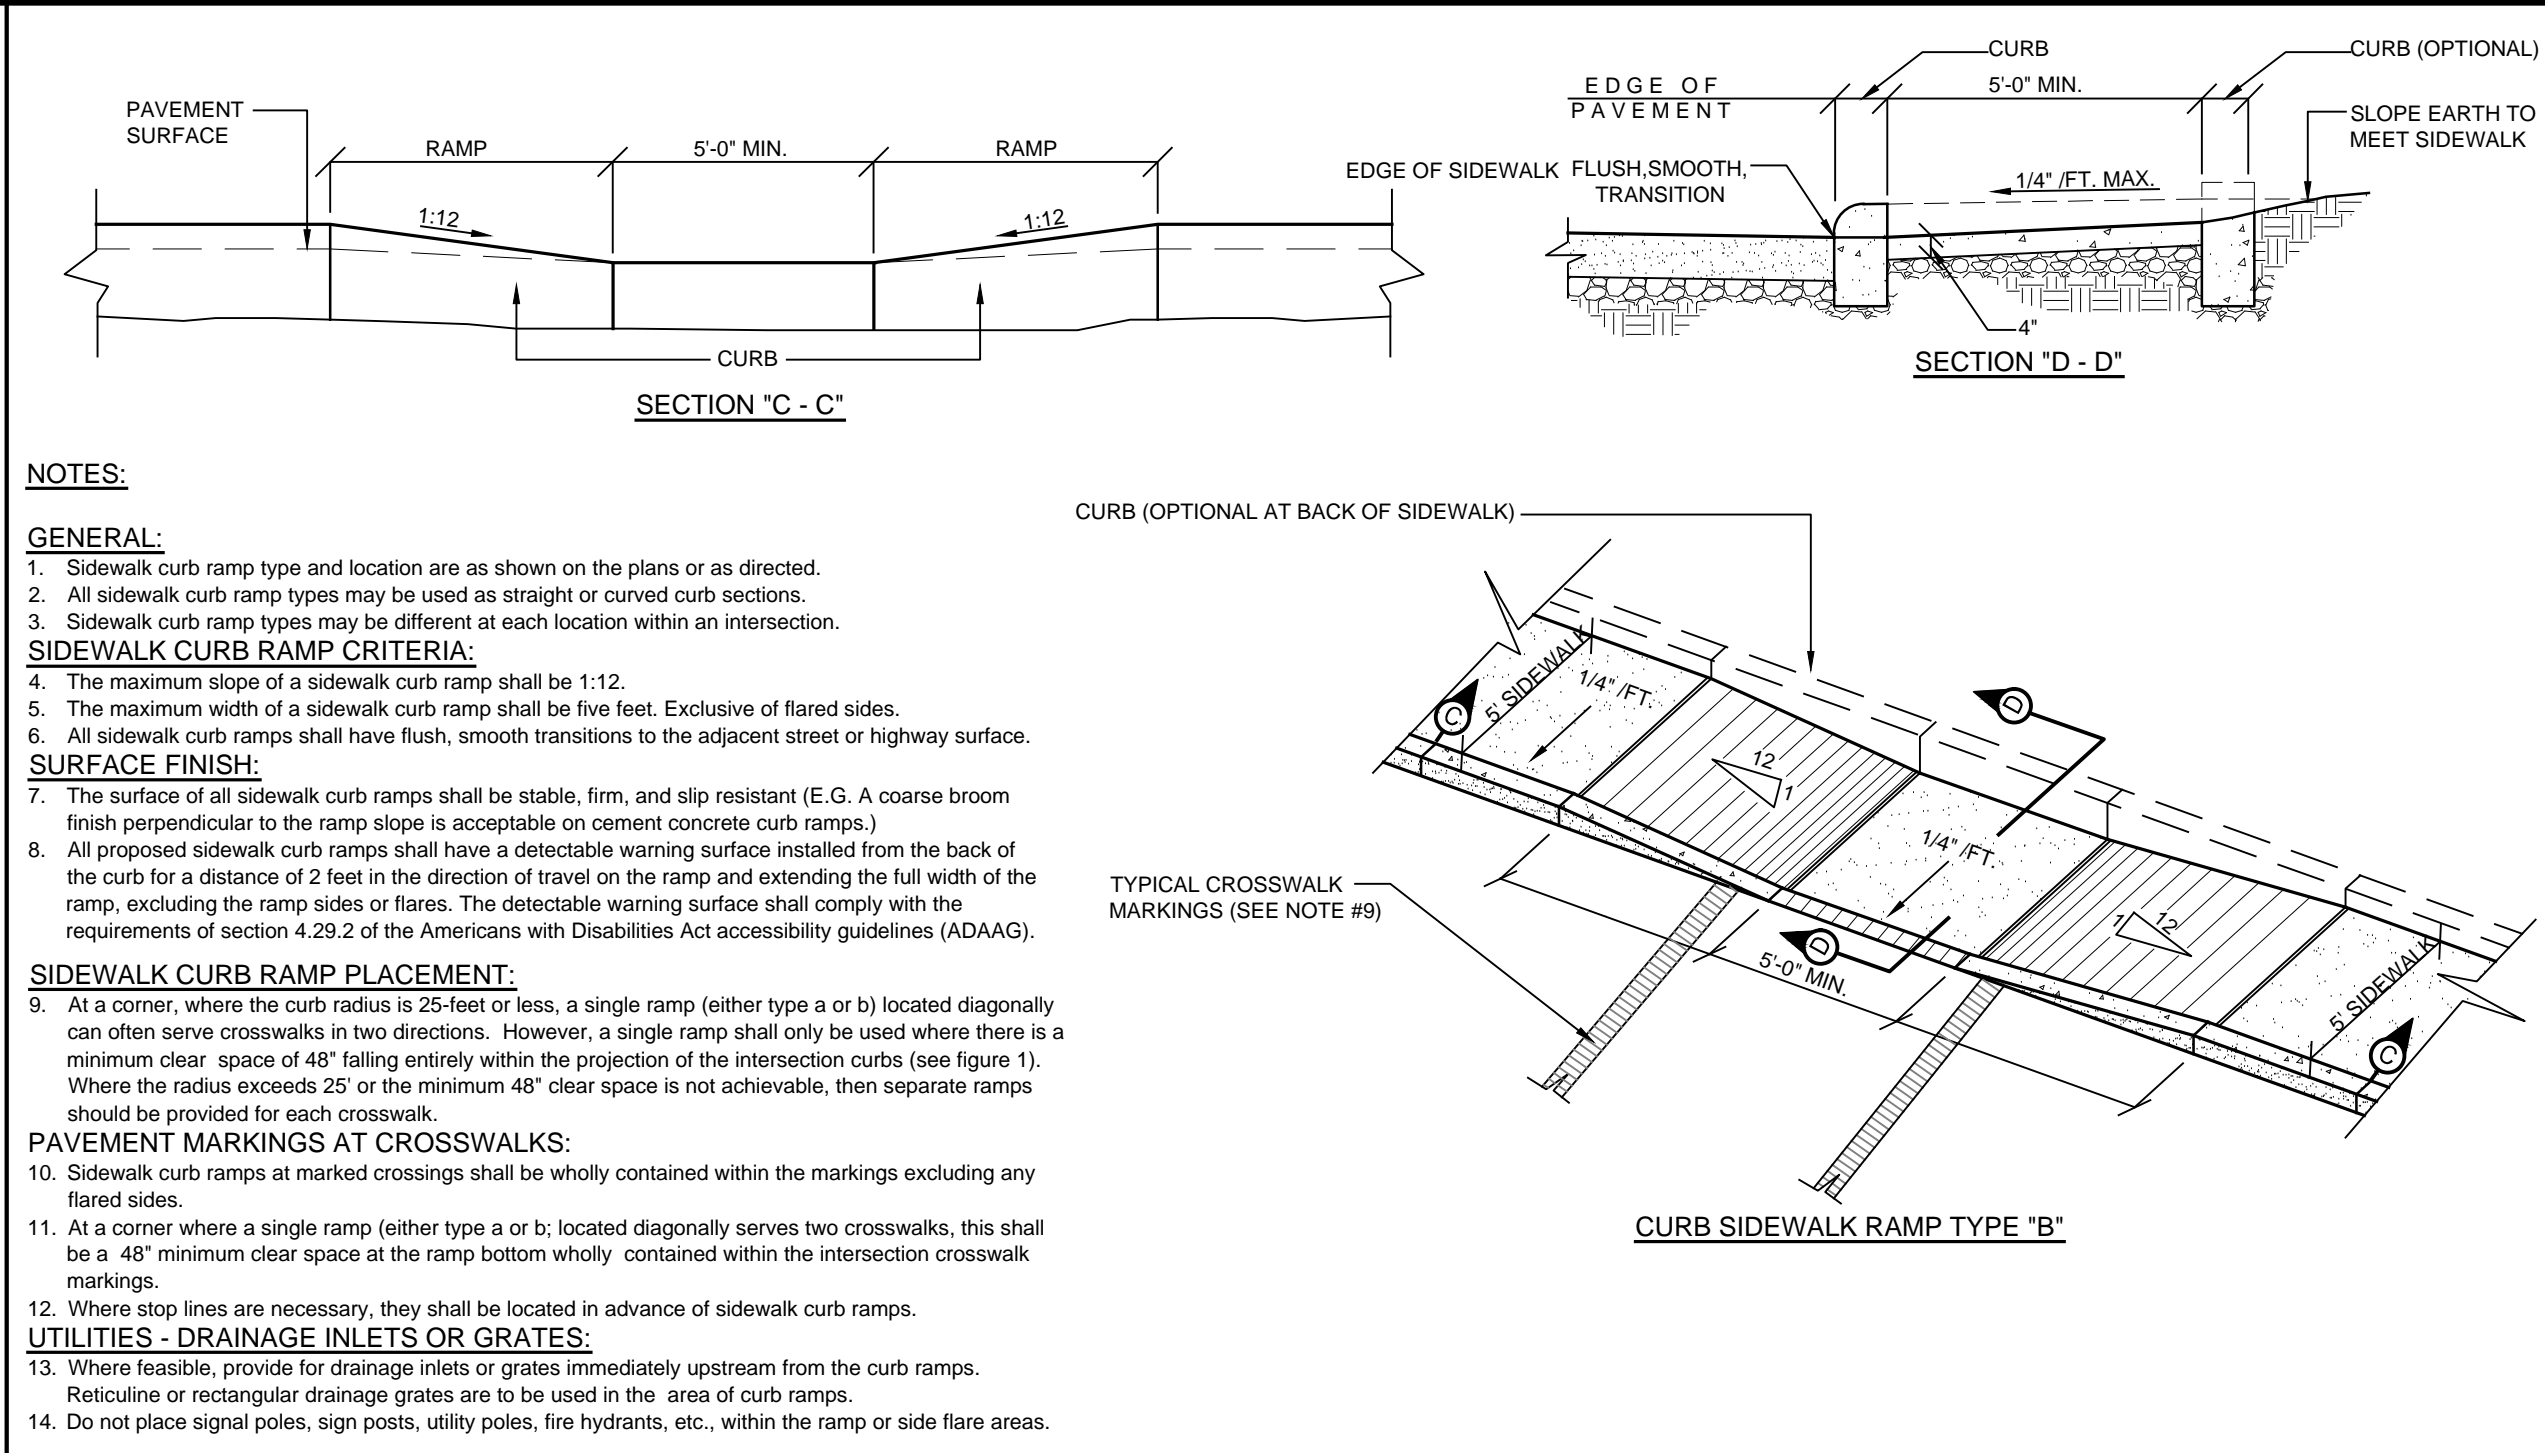 PAVEMENT
SURFACE
RAMP
5'-0" MIN.
RAMP
1:12
1:12
EDGE OF SIDEWALK
CURB
SECTION "C - C"
CURB
CURB (OPTIONAL)
EDGE OF
PAVEMENT
5'-0" MIN.
SLOPE EARTH TO
MEET SIDEWALK
FLUSH,SMOOTH,
TRANSITION
1/4" /FT. MAX.
4"
SECTION "D - D"
NOTES:
GENERAL:
1. Sidewalk curb ramp type and location are as shown on the plans or as directed.
2. All sidewalk curb ramp types may be used as straight or curved curb sections.
3. Sidewalk curb ramp types may be different at each location within an intersection.
SIDEWALK CURB RAMP CRITERIA:
4. The maximum slope of a sidewalk curb ramp shall be 1:12.
5. The maximum width of a sidewalk curb ramp shall be five feet. Exclusive of flared sides.
6. All sidewalk curb ramps shall have flush, smooth transitions to the adjacent street or highway surface.
SURFACE FINISH:
7. The surface of all sidewalk curb ramps shall be stable, firm, and slip resistant (E.G. A coarse broom
finish perpendicular to the ramp slope is acceptable on cement concrete curb ramps.)
8. All proposed sidewalk curb ramps shall have a detectable warning surface installed from the back of
the curb for a distance of 2 feet in the direction of travel on the ramp and extending the full width of the
ramp, excluding the ramp sides or flares. The detectable warning surface shall comply with the
requirements of section 4.29.2 of the Americans with Disabilities Act accessibility guidelines (ADAAG).
SIDEWALK CURB RAMP PLACEMENT:
9. At a corner, where the curb radius is 25-feet or less, a single ramp (either type a or b) located diagonally
can often serve crosswalks in two directions. However, a single ramp shall only be used where there is a
minimum clear space of 48" falling entirely within the projection of the intersection curbs (see figure 1).
Where the radius exceeds 25' or the minimum 48" clear space is not achievable, then separate ramps
should be provided for each crosswalk.
PAVEMENT MARKINGS AT CROSSWALKS:
10. Sidewalk curb ramps at marked crossings shall be wholly contained within the markings excluding any
flared sides.
11. At a corner where a single ramp (either type a or b; located diagonally serves two crosswalks, this shall
be a 48" minimum clear space at the ramp bottom wholly contained within the intersection crosswalk
markings.
12. Where stop lines are necessary, they shall be located in advance of sidewalk curb ramps.
UTILITIES - DRAINAGE INLETS OR GRATES:
13. Where feasible, provide for drainage inlets or grates immediately upstream from the curb ramps.
Reticuline or rectangular drainage grates are to be used in the area of curb ramps.
14. Do not place signal poles, sign posts, utility poles, fire hydrants, etc., within the ramp or side flare areas.
CURB (OPTIONAL AT BACK OF SIDEWALK)
5' SIDEWALK
1/4" /FT.
C
D
12
1
1/4" /FT.
TYPICAL CROSSWALK
MARKINGS (SEE NOTE #9)
D
5'-0" MIN.
1
12
5' SIDEWALK
C
CURB SIDEWALK RAMP TYPE "B"